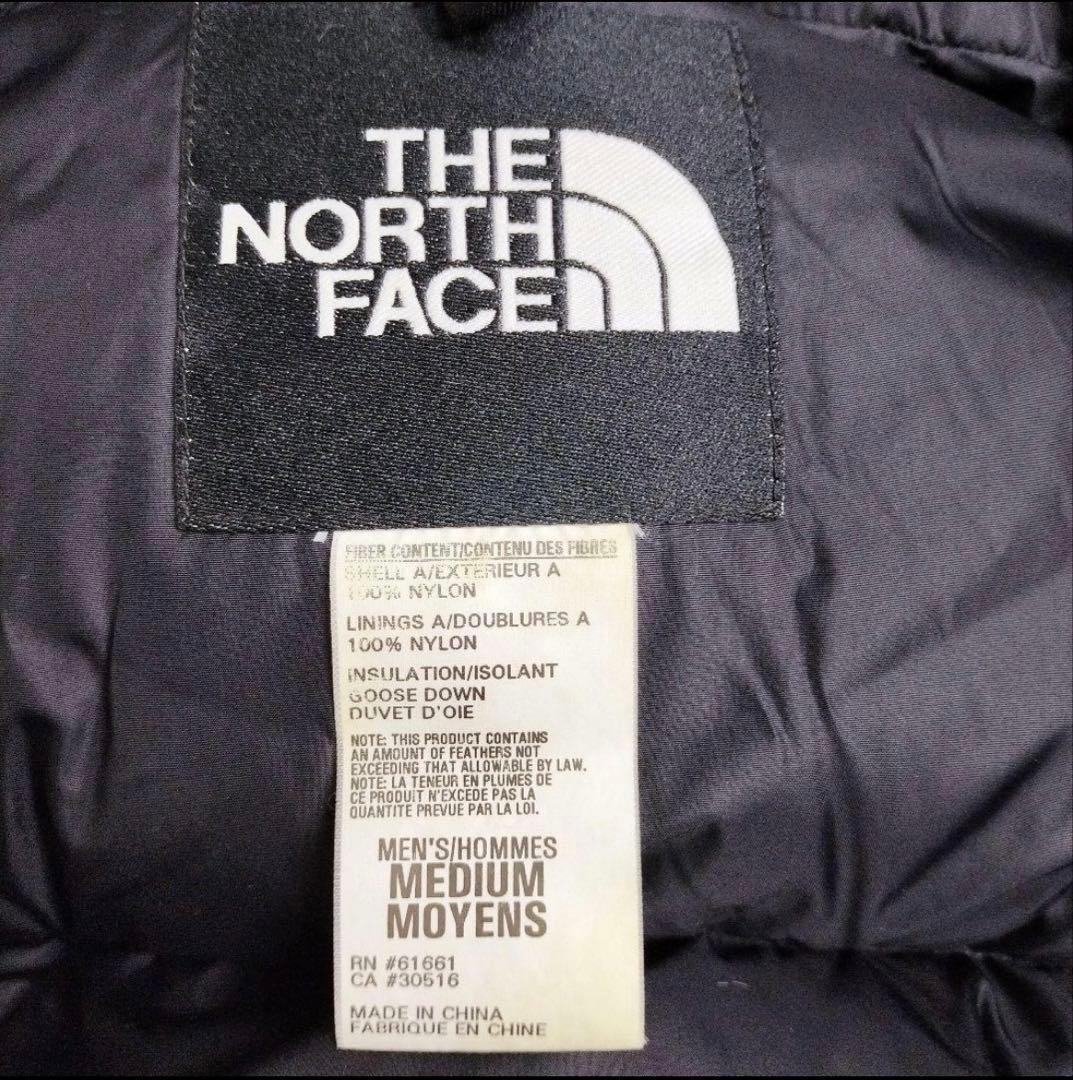 THE
NORTH
FACE
FIBER CONTENT/CONTENU DES FIBRES
SHELL A/EXTERIEUR A
100% NYLON
LININGS A/DOUBLURES A
100% NYLON
INSULATION/ISOLANT
GOOSE DOWN
DUVET D'OIE
NOTE: THIS PRODUCT CONTAINS
AN AMOUNT OF FEATHERS NOT
EXCEEDING THAT ALLOWABLE BY LAW.
NOTE: LA TENEUR EN PLUMES DE
CE PRODUIT N'EXCEDE PAS LA
QUANTITE PREVUE PAR LA LOI.
MEN'S/HOMMES
MEDIUM
MOYENS
RN #61661
CA #30516
MADE IN CHINA
FABRIQUE EN CHINE